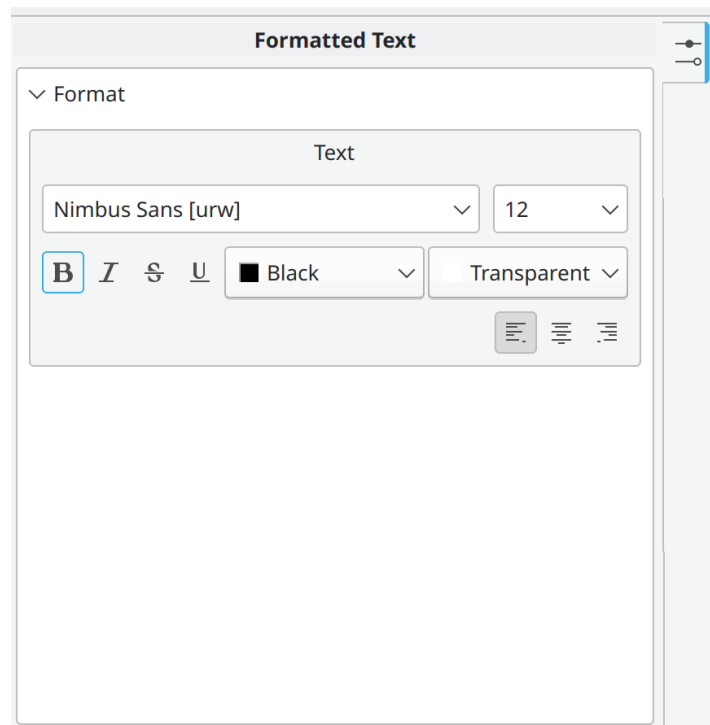 Formatted Text
Format
Text
Nimbus Sans [urw] 12
B I S U Black Transparent